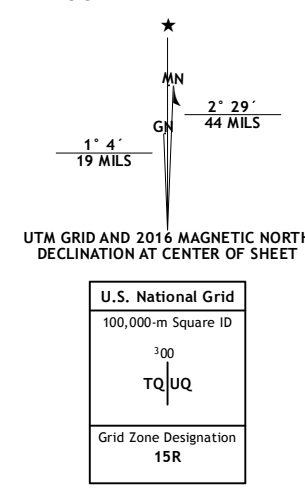 ★
MN
GN
2° 29´
44 MILS
1° 4´
19 MILS
UTM GRID AND 2016 MAGNETIC NORTH
DECLINATION AT CENTER OF SHEET
U.S. National Grid
100,000-m Square ID
³00
TQ UQ
Grid Zone Designation
15R